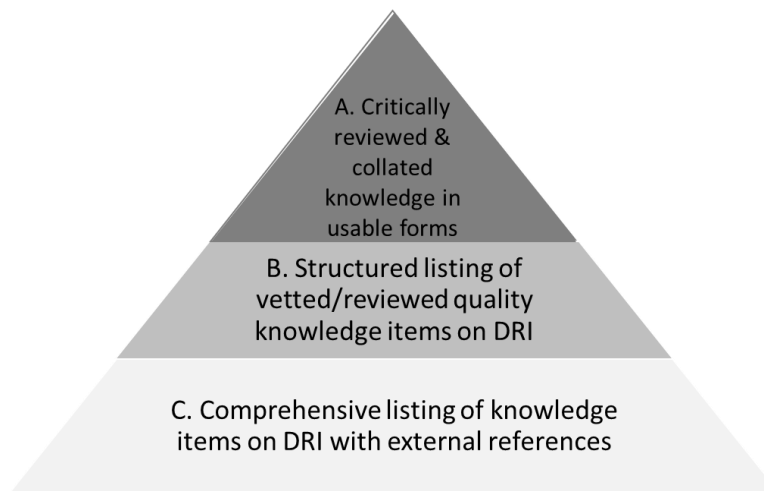 A. Critically
reviewed &
collated
knowledge in
usable forms
B. Structured listing of
vetted/reviewed quality
knowledge items on DRI
C. Comprehensive listing of knowledge
items on DRI with external references